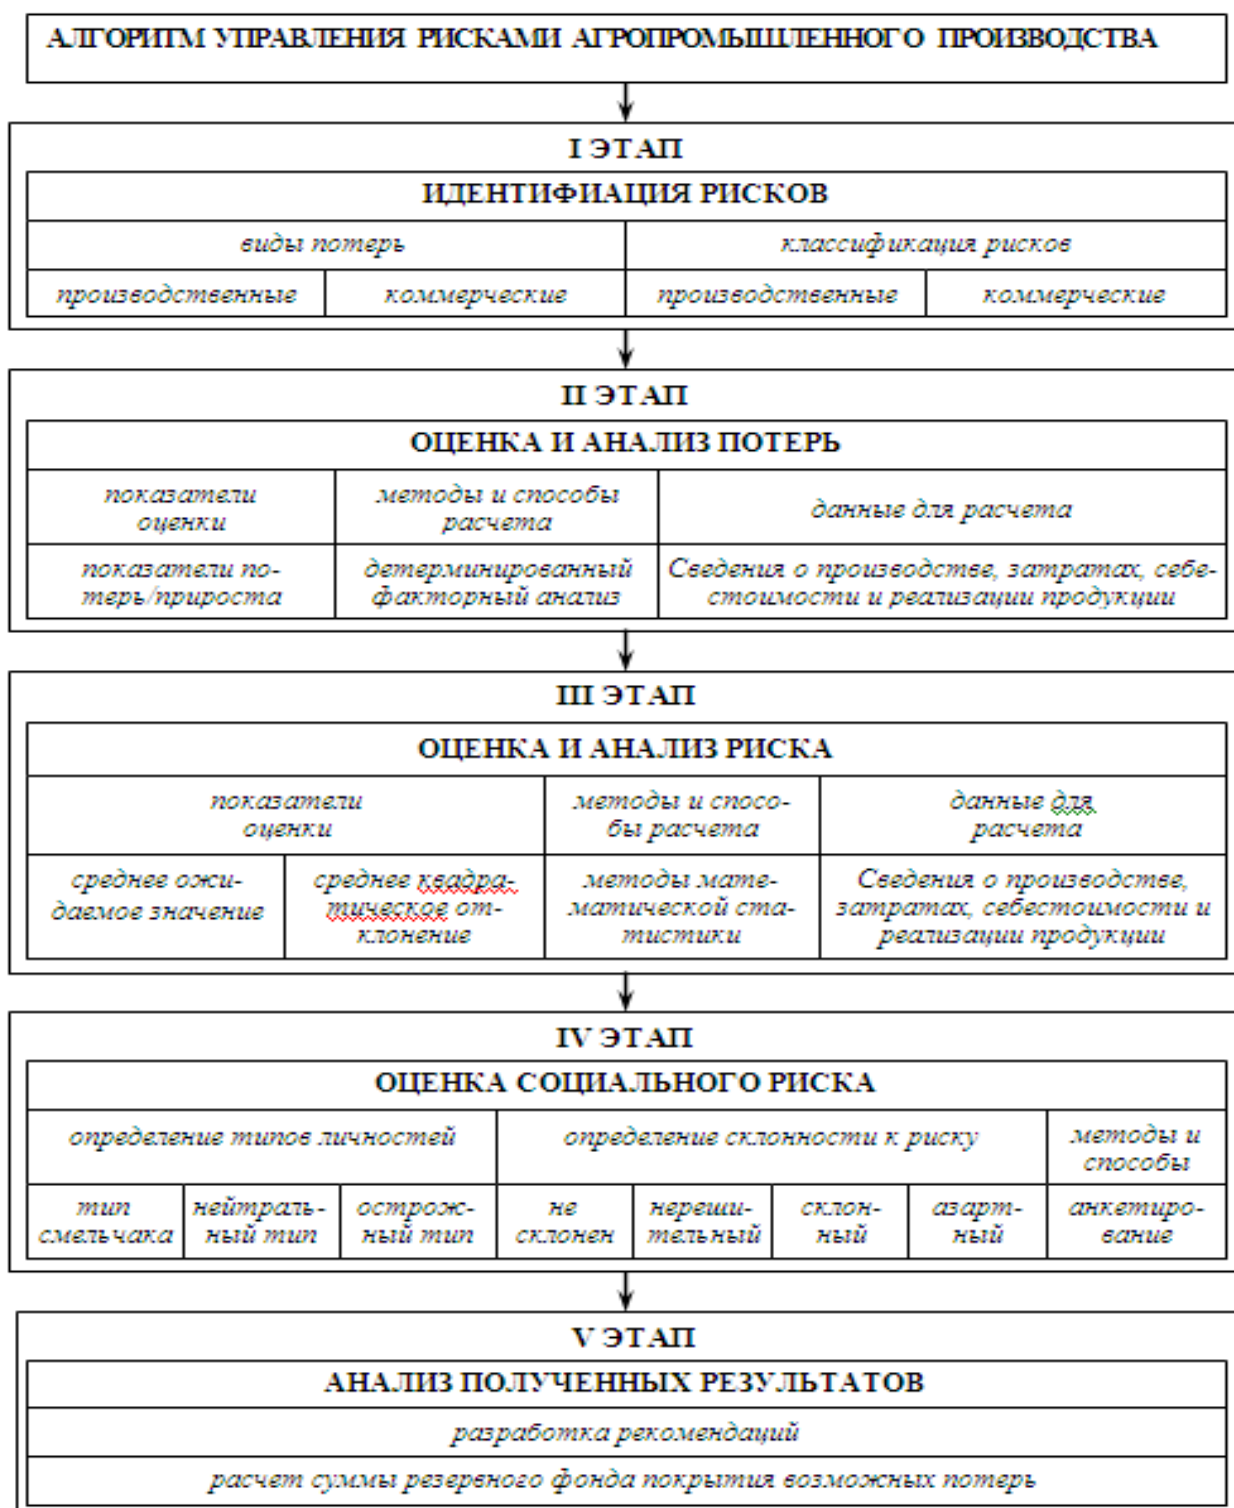 АЛГОРИТМ УПРАВЛЕНИЯ РИСКАМИ АГРОПРОМЫШЛЕННОГО ПРОИЗВОДСТВА
I ЭТАП
ИДЕНТИФИАЦИЯ РИСКОВ
виды потерь
классификация рисков
производственные
коммерческие
производственные
коммерческие
II ЭТАП
ОЦЕНКА И АНАЛИЗ ПОТЕРЬ
показатели
оценки
методы и способы
расчета
данные для расчета
показатели по-
терь/прироста
детерминированный
факторный анализ
Сведения о производстве, затратах, себе-
стоимости и реализации продукции
III ЭТАП
ОЦЕНКА И АНАЛИЗ РИСКА
показатели
оценки
методы и спосо-
бы расчета
данные для
расчета
среднее ожи-
даемое значение
среднее квадра-
тическое от-
клонение
методы мате-
матической ста-
тистики
Сведения о производстве,
затратах, себестоимости и
реализации продукции
IV ЭТАП
ОЦЕНКА СОЦИАЛЬНОГО РИСКА
определение типов личностей
определение склонности к риску
методы и
способы
тип
смельчака
нейтраль-
ный тип
острож-
ный тип
не
склонен
нереши-
тельный
склон-
ный
азарт-
ный
анкетиро-
вание
V ЭТАП
АНАЛИЗ ПОЛУЧЕННЫХ РЕЗУЛЬТАТОВ
разработка рекомендаций
расчет суммы резервного фонда покрытия возможных потерь